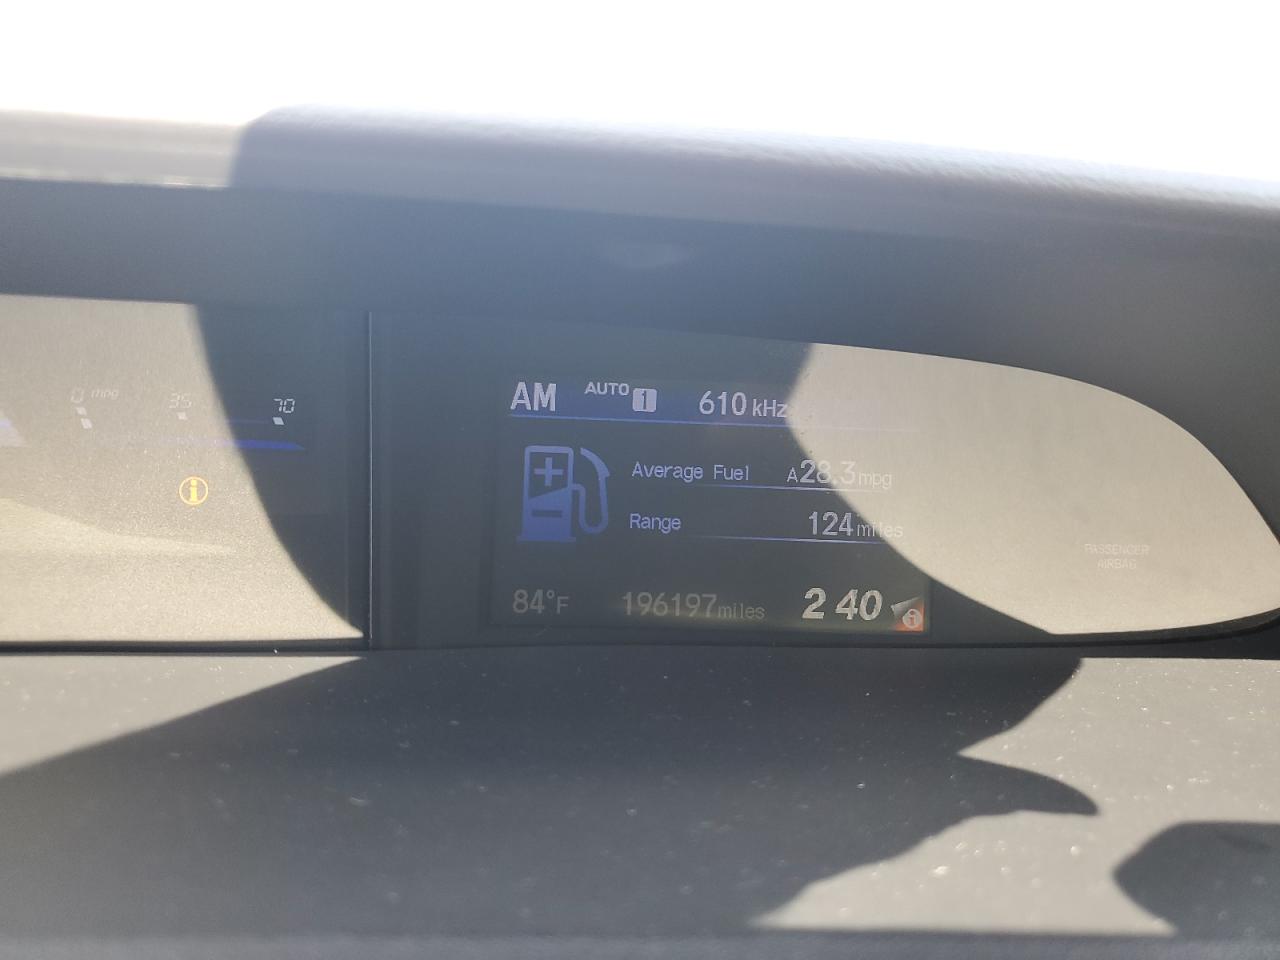 0 mpg 35 70
AM AUTO 1 610 kHz
Average Fuel A28.3mpg
Range 124miles
84°F 196197miles 2 40
PASSENGER
AIRBAG